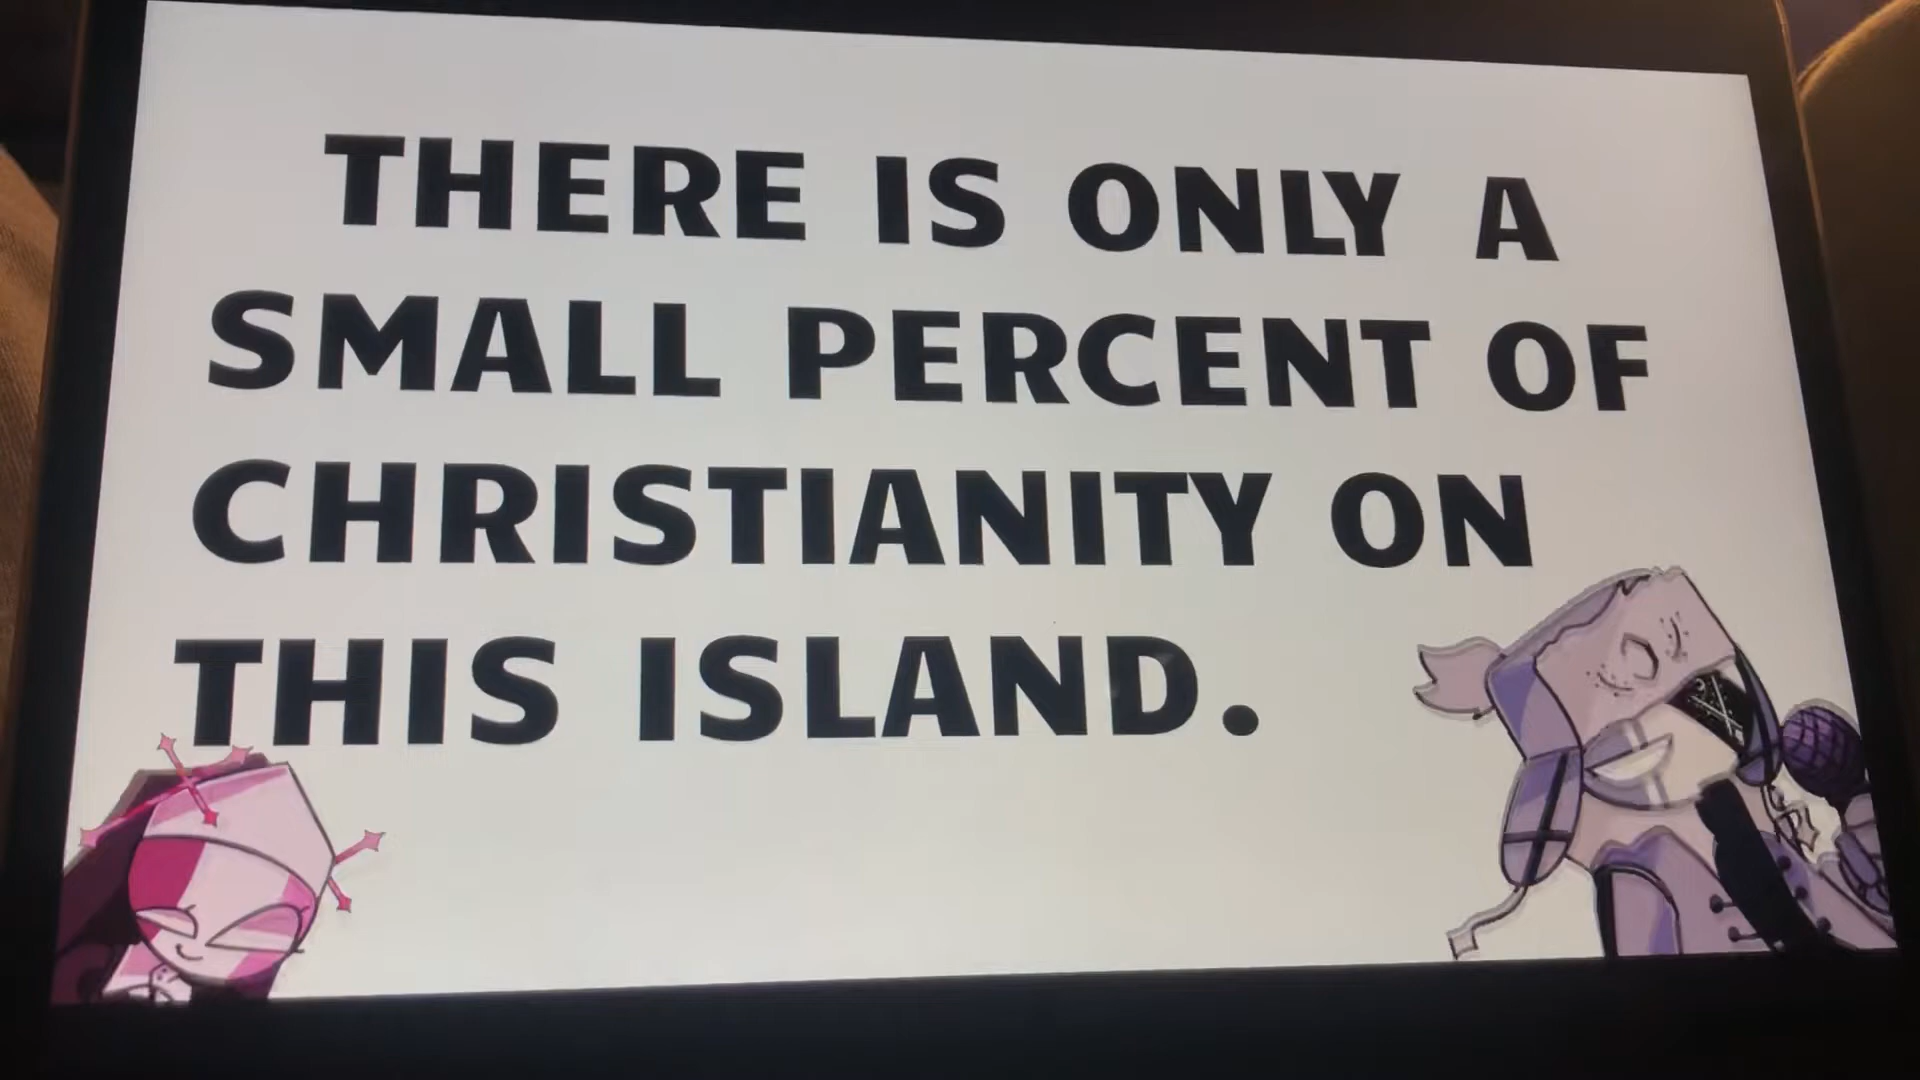 THERE IS ONLY A
SMALL PERCENT OF
CHRISTIANITY ON
THIS ISLAND.